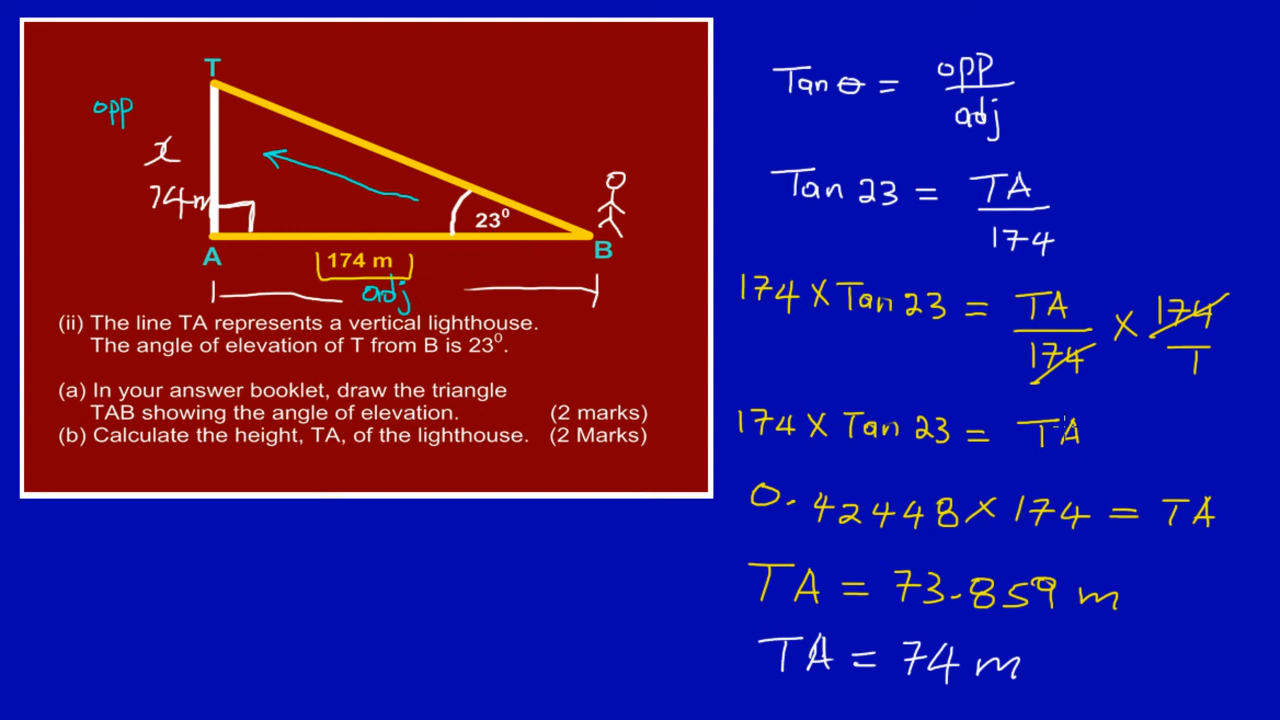 T
opp
x
74m
23⁰
A
B
174 m
adj
(ii) The line TA represents a vertical lighthouse.
The angle of elevation of T from B is 23⁰.
(a) In your answer booklet, draw the triangle
TAB showing the angle of elevation. (2 marks)
(b) Calculate the height, TA, of the lighthouse. (2 Marks)
Tan θ = opp/adj
Tan 23 = TA/174
174 X Tan 23 = TA/174 X 174/1
174 X Tan 23 = TA
0.42448 X 174 = TA
TA = 73.859 m
TA = 74 m